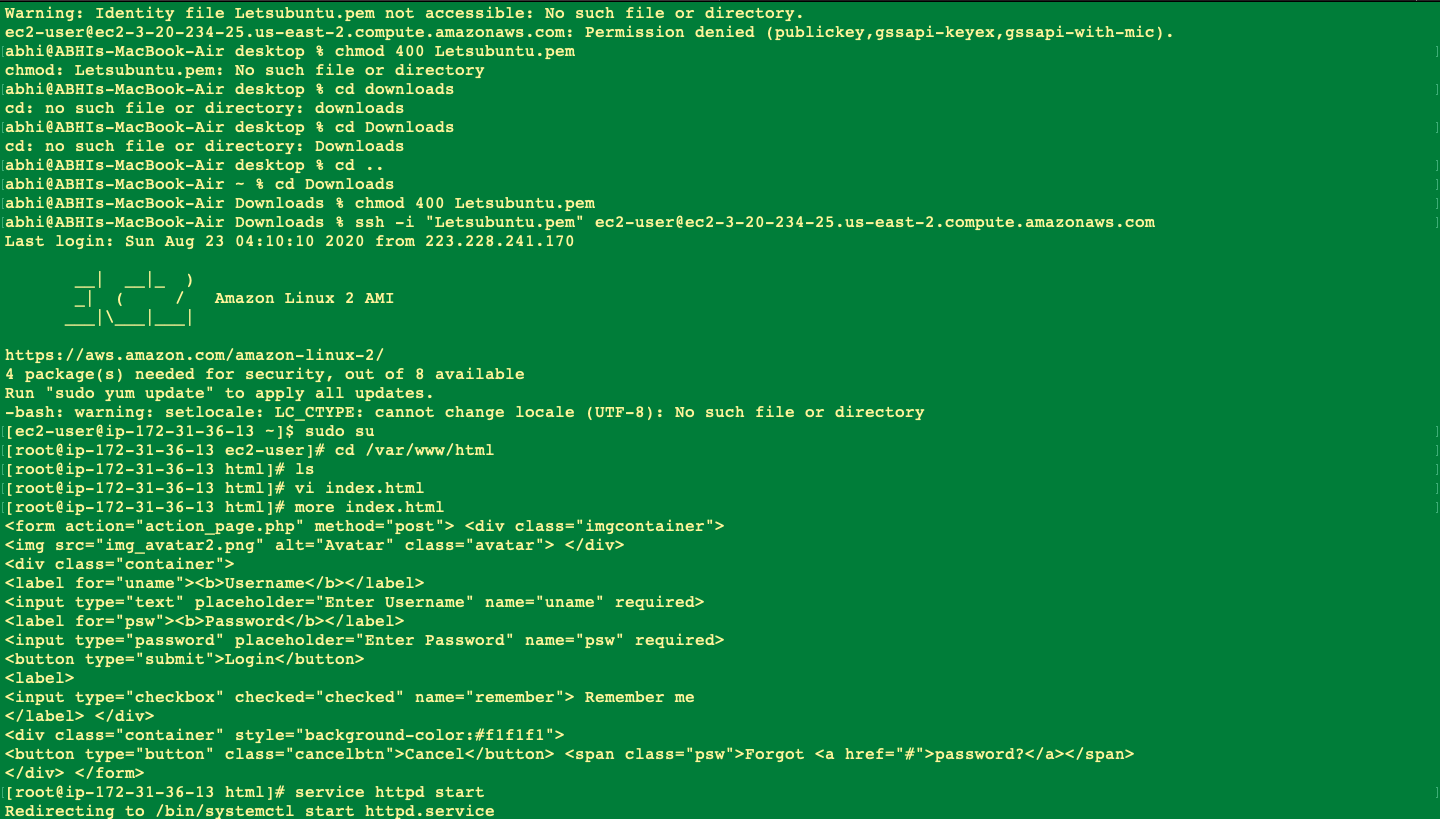 Warning: Identity file Letsubuntu.pem not accessible: No such file or directory.
ec2-user@ec2-3-20-234-25.us-east-2.compute.amazonaws.com: Permission denied (publickey,gssapi-keyex,gssapi-with-mic).
[abhi@ABHIs-MacBook-Air desktop % chmod 400 Letsubuntu.pem ]
chmod: Letsubuntu.pem: No such file or directory
[abhi@ABHIs-MacBook-Air desktop % cd downloads ]
cd: no such file or directory: downloads
[abhi@ABHIs-MacBook-Air desktop % cd Downloads ]
cd: no such file or directory: Downloads
[abhi@ABHIs-MacBook-Air desktop % cd .. ]
[abhi@ABHIs-MacBook-Air ~ % cd Downloads ]
[abhi@ABHIs-MacBook-Air Downloads % chmod 400 Letsubuntu.pem ]
[abhi@ABHIs-MacBook-Air Downloads % ssh -i "Letsubuntu.pem" ec2-user@ec2-3-20-234-25.us-east-2.compute.amazonaws.com ]
Last login: Sun Aug 23 04:10:10 2020 from 223.228.241.170
       __|  __|_  )
       _|  (     /   Amazon Linux 2 AMI
      ___|\___|___|
https://aws.amazon.com/amazon-linux-2/
4 package(s) needed for security, out of 8 available
Run "sudo yum update" to apply all updates.
-bash: warning: setlocale: LC_CTYPE: cannot change locale (UTF-8): No such file or directory
[[ec2-user@ip-172-31-36-13 ~]$ sudo su ]
[[root@ip-172-31-36-13 ec2-user]# cd /var/www/html ]
[[root@ip-172-31-36-13 html]# ls ]
[[root@ip-172-31-36-13 html]# vi index.html ]
[[root@ip-172-31-36-13 html]# more index.html ]
<form action="action_page.php" method="post"> <div class="imgcontainer">
<img src="img_avatar2.png" alt="Avatar" class="avatar"> </div>
<div class="container">
<label for="uname"><b>Username</b></label>
<input type="text" placeholder="Enter Username" name="uname" required>
<label for="psw"><b>Password</b></label>
<input type="password" placeholder="Enter Password" name="psw" required>
<button type="submit">Login</button>
<label>
<input type="checkbox" checked="checked" name="remember"> Remember me
</label> </div>
<div class="container" style="background-color:#f1f1f1">
<button type="button" class="cancelbtn">Cancel</button> <span class="psw">Forgot <a href="#">password?</a></span>
</div> </form>
[[root@ip-172-31-36-13 html]# service httpd start ]
Redirecting to /bin/systemctl start httpd.service